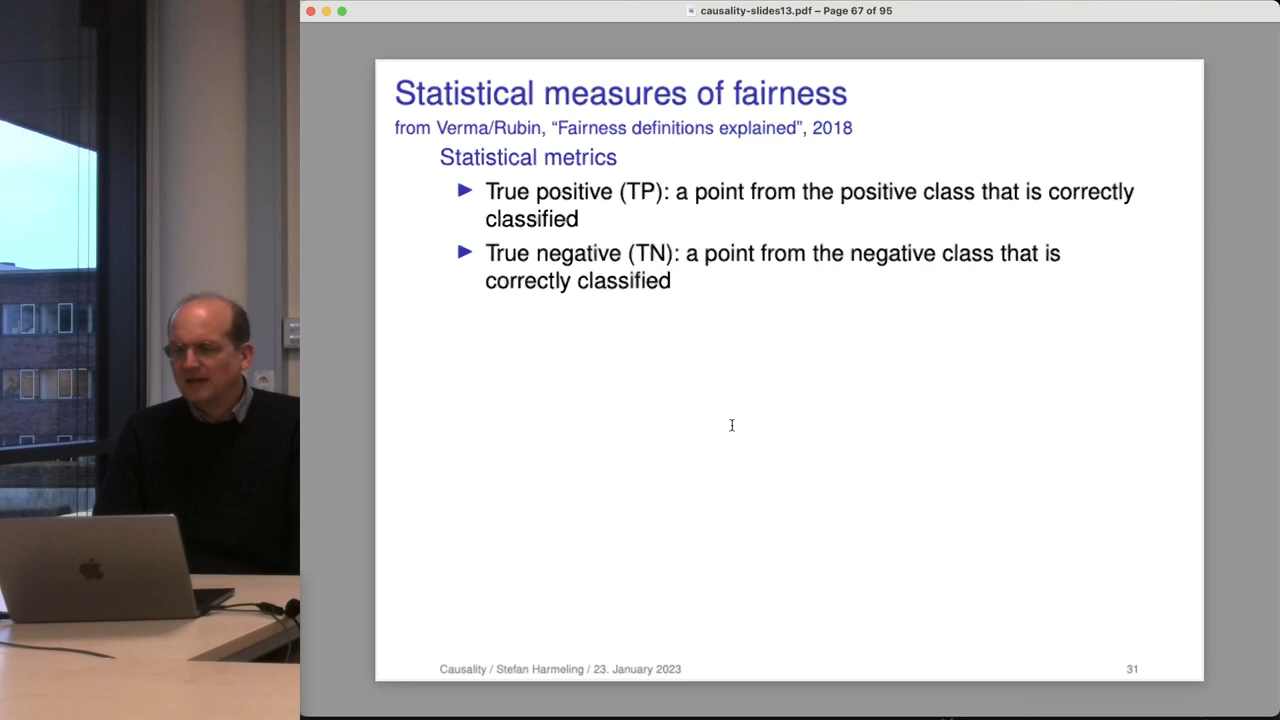 causality-slides13.pdf – Page 67 of 95
Statistical measures of fairness
from Verma/Rubin, “Fairness definitions explained”, 2018
Statistical metrics
True positive (TP): a point from the positive class that is correctly
classified
True negative (TN): a point from the negative class that is
correctly classified
Causality / Stefan Harmeling / 23. January 2023
31